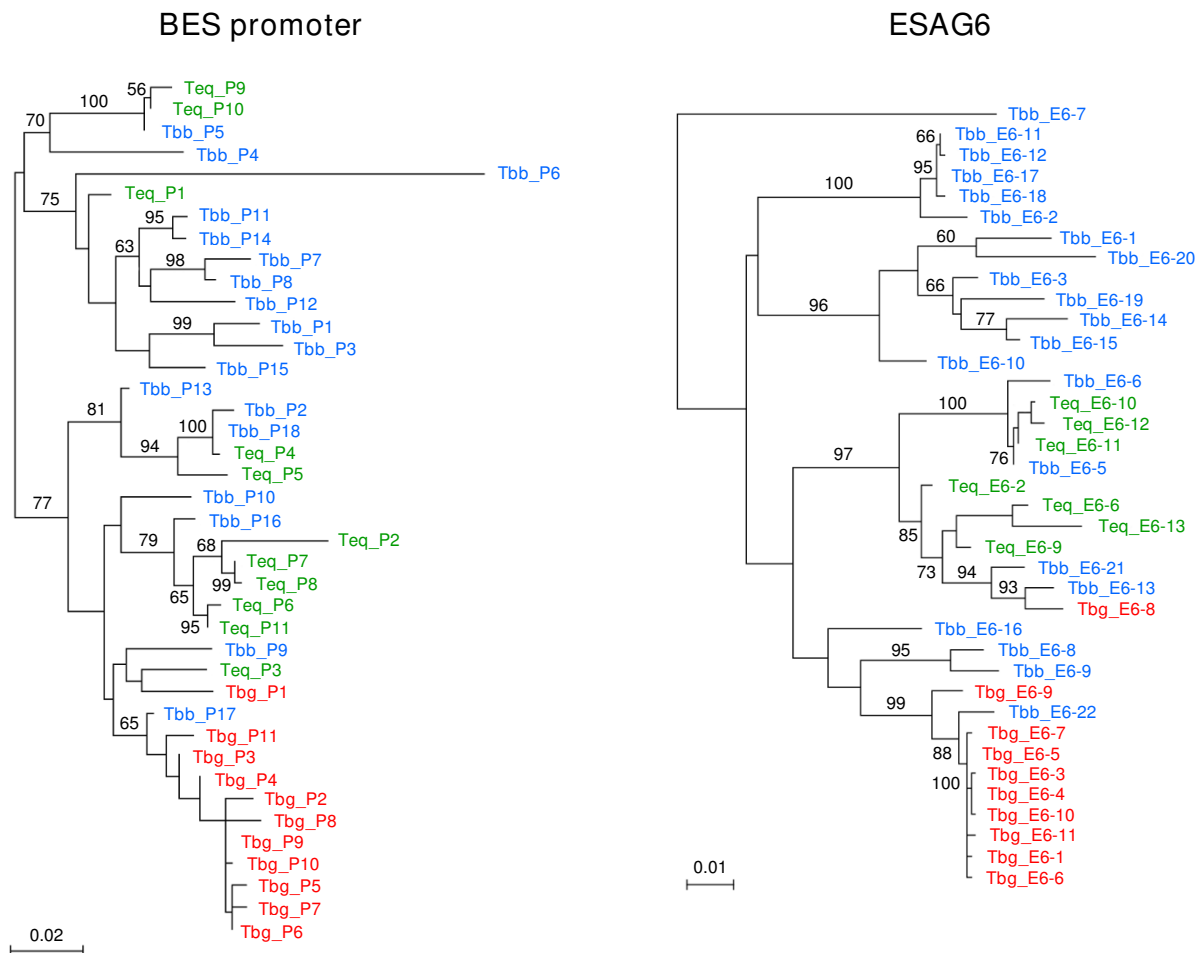 BES promoter
56
Teq_P9
100
Teq_P10
70
Tbb_P5
Tbb_P4
Tbb_P6
75
Teq_P1
95
Tbb_P11
Tbb_P14
63
98
Tbb_P7
Tbb_P8
Tbb_P12
99
Tbb_P1
Tbb_P3
Tbb_P15
Tbb_P13
81
Tbb_P2
100
Tbb_P18
94
Teq_P4
Teq_P5
77
Tbb_P10
Tbb_P16
79
68
Teq_P2
Teq_P7
99
Teq_P8
65
Teq_P6
95
Teq_P11
Tbb_P9
Teq_P3
Tbg_P1
65
Tbb_P17
Tbg_P11
Tbg_P3
Tbg_P4
Tbg_P2
Tbg_P8
Tbg_P9
Tbg_P10
Tbg_P5
Tbg_P7
Tbg_P6
0.02
ESAG6
Tbb_E6-7
66
Tbb_E6-11
Tbb_E6-12
95
Tbb_E6-17
100
Tbb_E6-18
Tbb_E6-2
60
Tbb_E6-1
Tbb_E6-20
66
Tbb_E6-3
Tbb_E6-19
96
77
Tbb_E6-14
Tbb_E6-15
Tbb_E6-10
Tbb_E6-6
100
Teq_E6-10
Teq_E6-12
Teq_E6-11
76
Tbb_E6-5
97
Teq_E6-2
Teq_E6-6
85
Teq_E6-13
Teq_E6-9
73
94
Tbb_E6-21
93
Tbb_E6-13
Tbg_E6-8
Tbb_E6-16
95
Tbb_E6-8
Tbb_E6-9
99
Tbg_E6-9
Tbb_E6-22
88
Tbg_E6-7
Tbg_E6-5
100
Tbg_E6-3
Tbg_E6-4
Tbg_E6-10
Tbg_E6-11
Tbg_E6-1
Tbg_E6-6
0.01